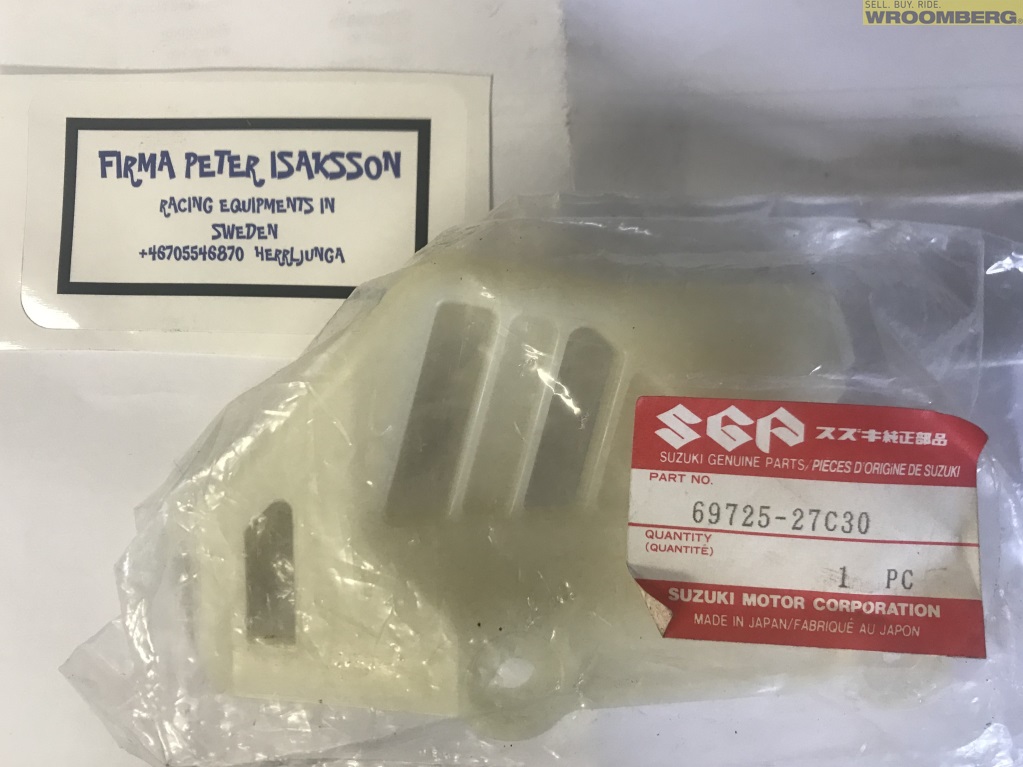 SELL. BUY. RIDE.
WROOMBERG
FIRMA PETER ISAKSSON
RACING EQUIPMENTS IN
SWEDEN
+46705546870 HERRLJUNGA
SGP スズキ純正部品
SUZUKI GENUINE PARTS/PIECES D'ORIGINE DE SUZUKI
PART NO.
69725-27C30
QUANTITY
(QUANTITÉ)
1 PC
SUZUKI MOTOR CORPORATION
MADE IN JAPAN/FABRIQUÉ AU JAPON